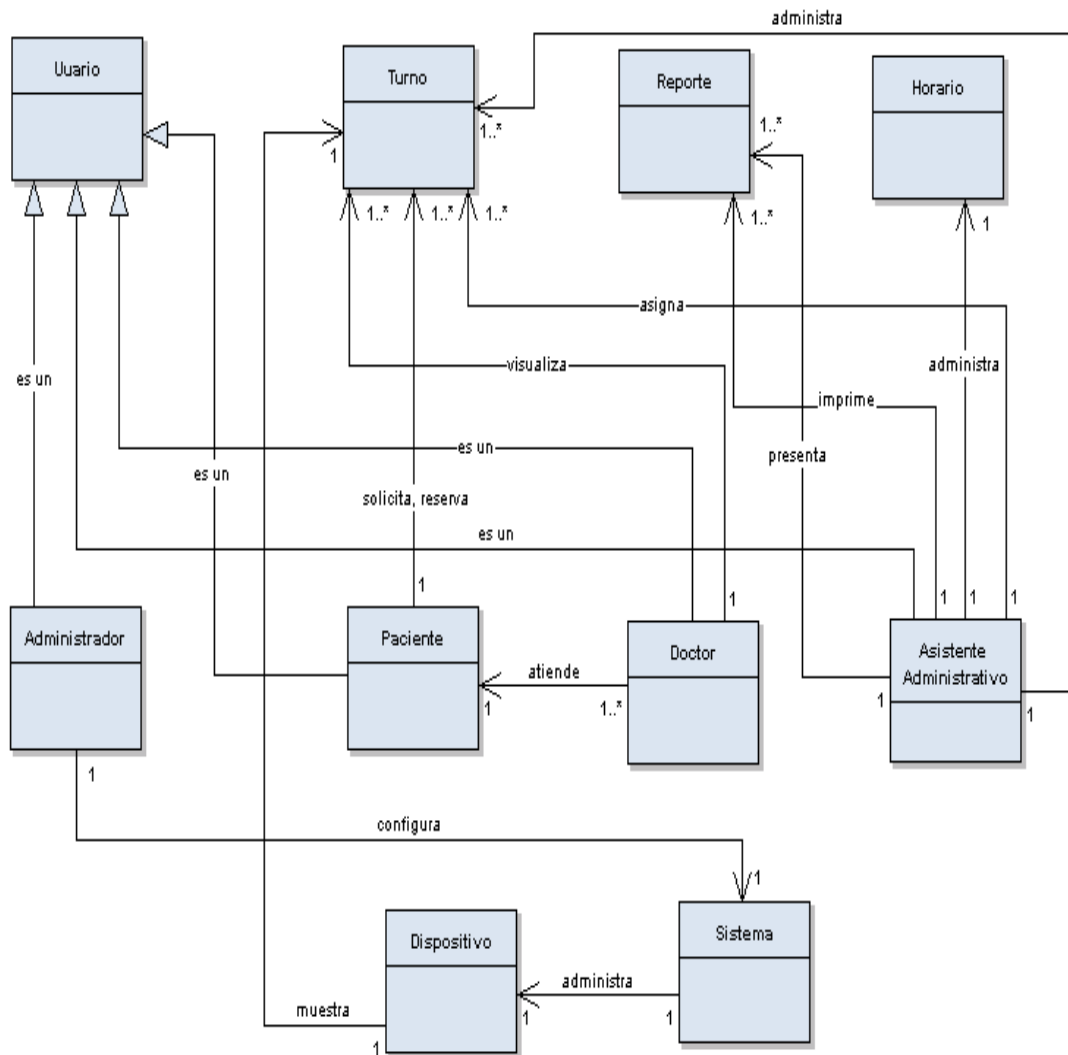 administra
Uuario
Turno
Reporte
Horario
1..*
1..*
1
1..*
1..*
1..*
1..*
1
asigna
es un
visualiza
administra
imprime
es un
es un
presenta
solicita, reserva
es un
1
1
1
1
1
Administrador
Paciente
Doctor
Asistente
Administrativo
atiende
1
1..*
1
1
1
configura
1
Dispositivo
Sistema
administra
muestra
1
1
1